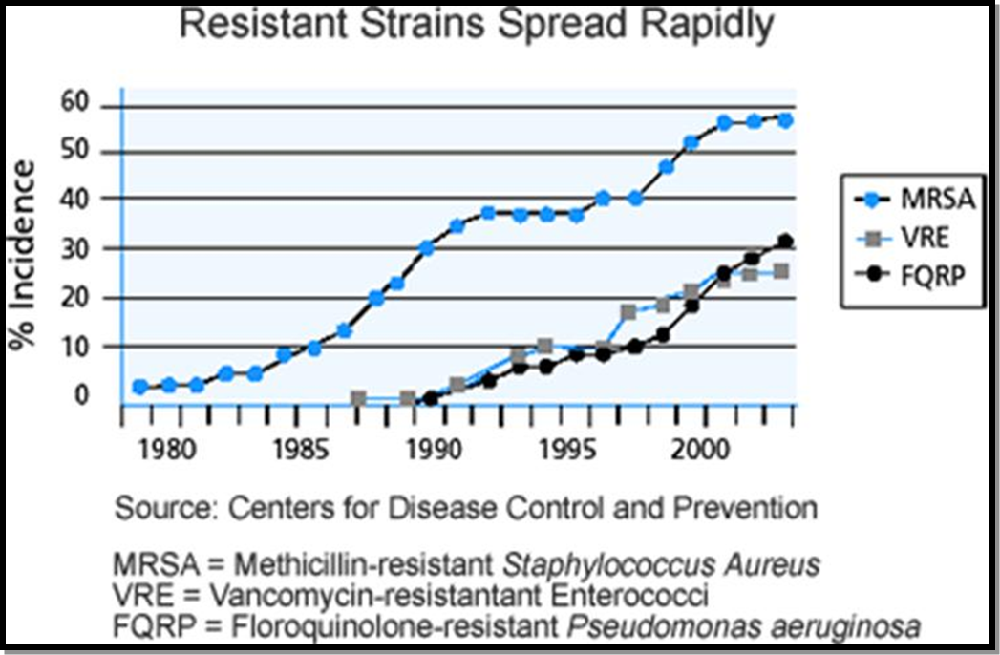 Resistant Strains Spread Rapidly
% Incidence
60
50
40
30
20
10
0
1980 1985 1990 1995 2000
MRSA
VRE
FQRP
Source: Centers for Disease Control and Prevention
MRSA = Methicillin-resistant Staphylococcus Aureus
VRE = Vancomycin-resistantant Enterococci
FQRP = Floroquinolone-resistant Pseudomonas aeruginosa